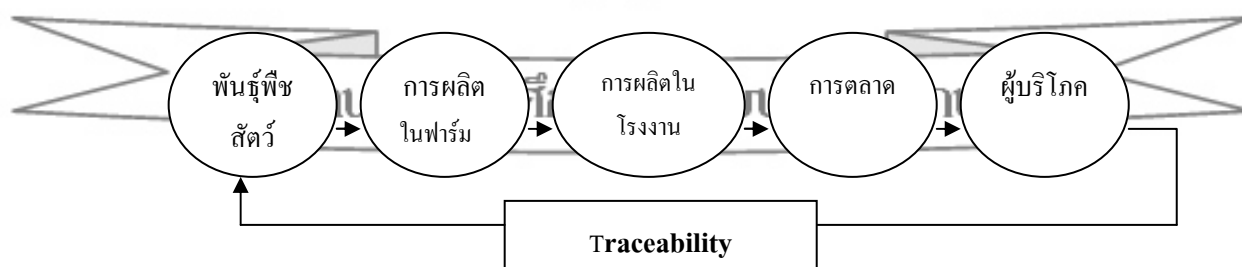 พันธุ์พืช
สัตว์
การผลิต
ในฟาร์ม
การผลิตใน
โรงงาน
การตลาด
ผู้บริโภค
Traceability